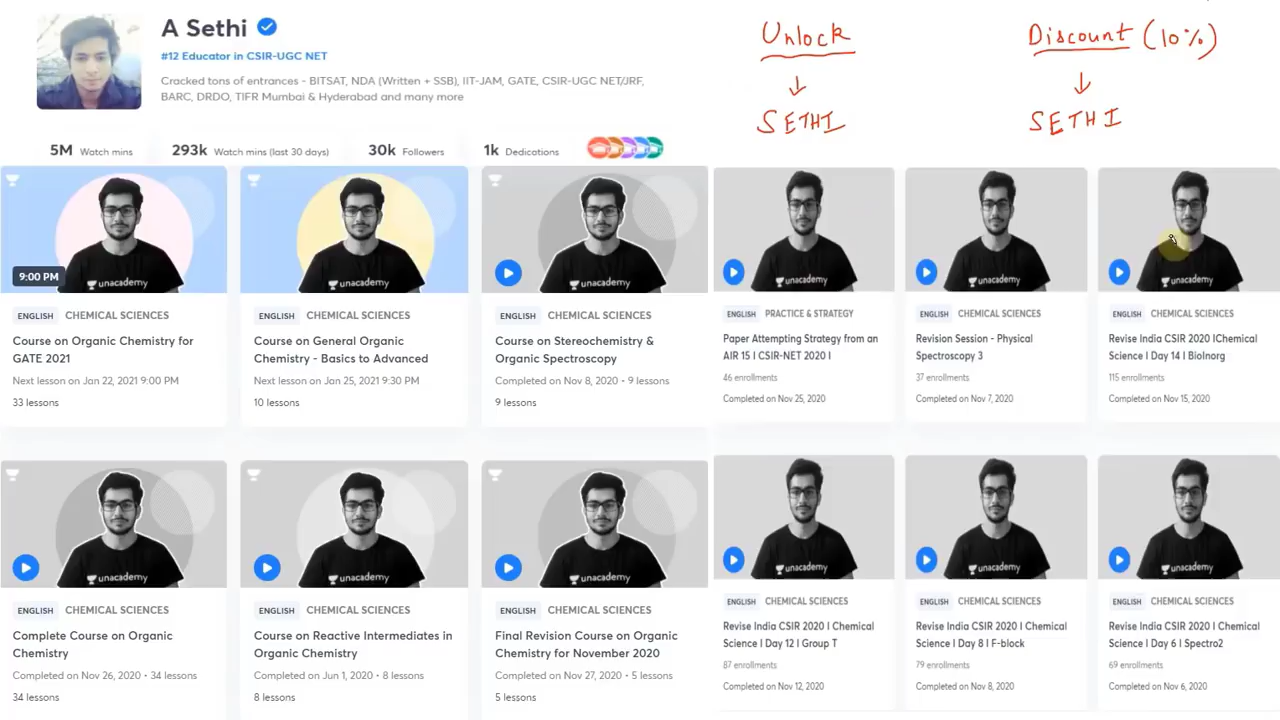 A Sethi
#12 Educator in CSIR-UGC NET
Cracked tons of entrances - BITSAT, NDA (Written + SSB), IIT-JAM, GATE, CSIR-UGC NET/JRF,
BARC, DRDO, TIFR Mumbai & Hyderabad and many more
5M Watch mins
293k Watch mins (last 30 days)
30k Followers
1k Dedications
Unlock
SETHI
Discount (10%)
SETHI
9:00 PM
unacademy
ENGLISH CHEMICAL SCIENCES
Course on Organic Chemistry for
GATE 2021
Next lesson on Jan 22, 2021 9:00 PM
33 lessons
unacademy
ENGLISH CHEMICAL SCIENCES
Course on General Organic
Chemistry - Basics to Advanced
Next lesson on Jan 25, 2021 9:30 PM
10 lessons
unacademy
ENGLISH CHEMICAL SCIENCES
Course on Stereochemistry &
Organic Spectroscopy
Completed on Nov 8, 2020 • 9 lessons
9 lessons
unacademy
ENGLISH PRACTICE & STRATEGY
Paper Attempting Strategy from an
AIR 15 I CSIR-NET 2020 I
46 enrollments
Completed on Nov 25, 2020
unacademy
ENGLISH CHEMICAL SCIENCES
Revision Session - Physical
Spectroscopy 3
37 enrollments
Completed on Nov 7, 2020
unacademy
ENGLISH CHEMICAL SCIENCES
Revise India CSIR 2020 IChemical
Science I Day 14 I BioInorg
115 enrollments
Completed on Nov 15, 2020
unacademy
ENGLISH CHEMICAL SCIENCES
Complete Course on Organic
Chemistry
Completed on Nov 26, 2020 • 34 lessons
34 lessons
unacademy
ENGLISH CHEMICAL SCIENCES
Course on Reactive Intermediates in
Organic Chemistry
Completed on Jun 1, 2020 • 8 lessons
8 lessons
unacademy
ENGLISH CHEMICAL SCIENCES
Final Revision Course on Organic
Chemistry for November 2020
Completed on Nov 27, 2020 • 5 lessons
5 lessons
unacademy
ENGLISH CHEMICAL SCIENCES
Revise India CSIR 2020 I Chemical
Science I Day 12 I Group T
87 enrollments
Completed on Nov 12, 2020
unacademy
ENGLISH CHEMICAL SCIENCES
Revise India CSIR 2020 I Chemical
Science I Day 8 I F-block
79 enrollments
Completed on Nov 8, 2020
unacademy
ENGLISH CHEMICAL SCIENCES
Revise India CSIR 2020 I Chemical
Science I Day 6 I Spectro2
69 enrollments
Completed on Nov 6, 2020